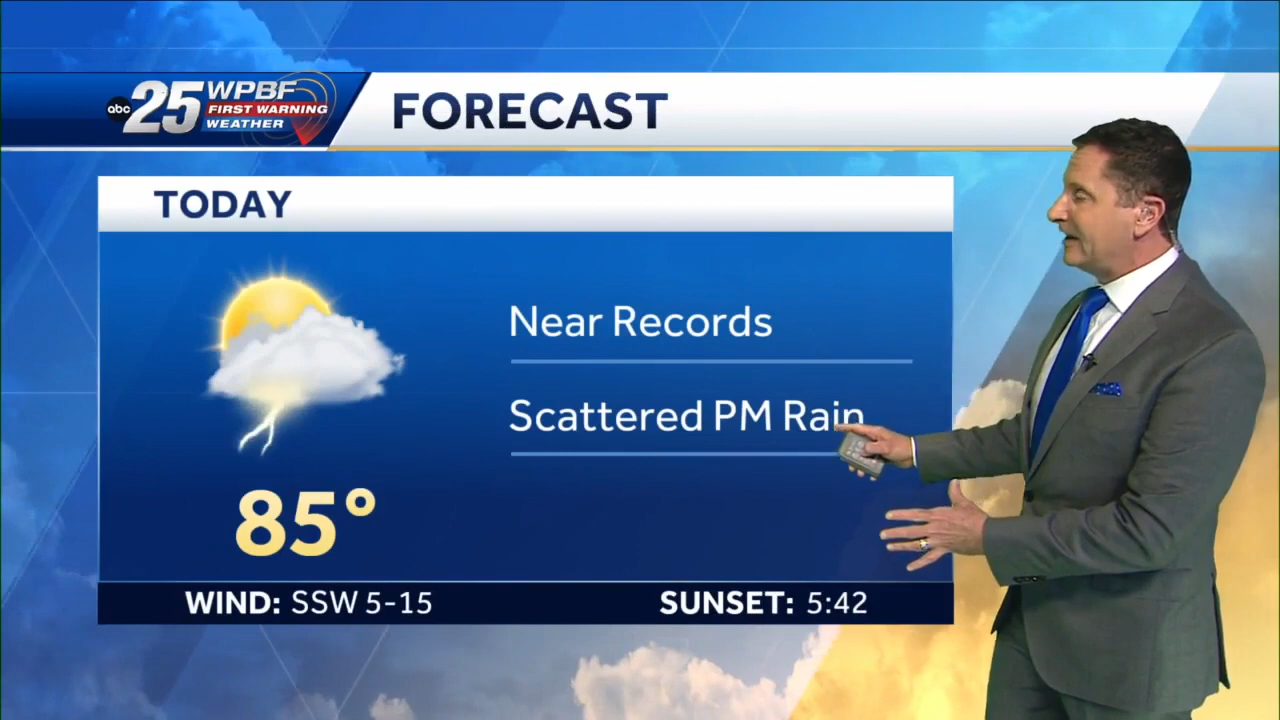 abc 25 WPBF
FIRST WARNING
WEATHER
FORECAST
TODAY
Near Records
Scattered PM Rain
85°
WIND: SSW 5-15
SUNSET: 5:42